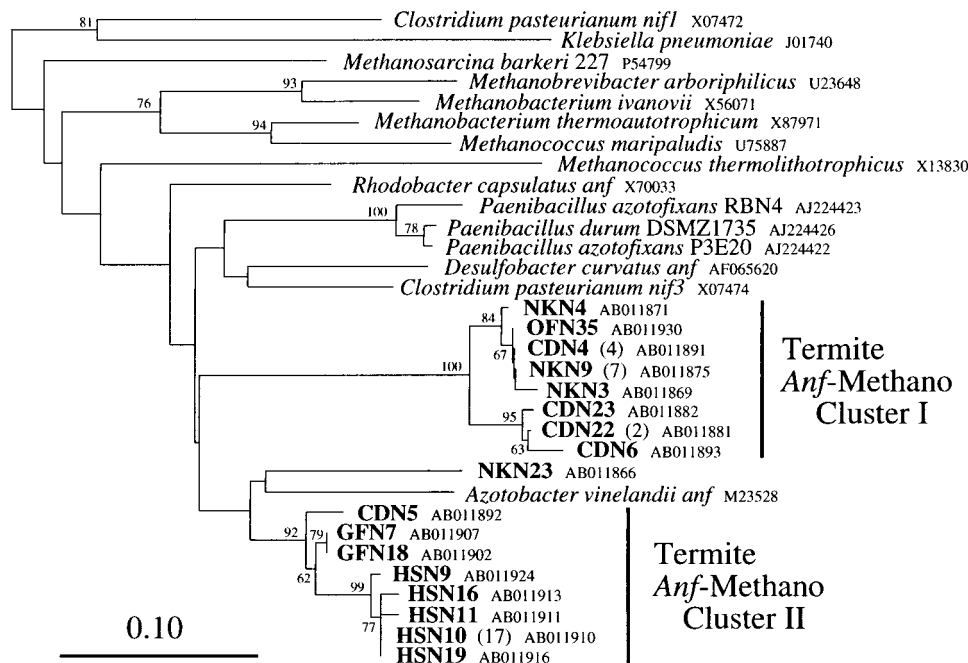 81
Clostridium pasteurianum nif1 X07472
Klebsiella pneumoniae J01740
Methanosarcina barkeri 227 P54799
93
Methanobrevibacter arboriphilicus U23648
76
Methanobacterium ivanovii X56071
Methanobacterium thermoautotrophicum X87971
94
Methanococcus maripaludis U75887
Methanococcus thermolithotrophicus X13830
Rhodobacter capsulatus anf X70033
100
Paenibacillus azotofixans RBN4 AJ224423
78
Paenibacillus durum DSMZ1735 AJ224426
Paenibacillus azotofixans P3E20 AJ224422
Desulfobacter curvatus anf AF065620
Clostridium pasteurianum nif3 X07474
NKN4 AB011871
84
OFN35 AB011930
67
CDN4 (4) AB011891
100
NKN9 (7) AB011875
NKN3 AB011869
95
CDN23 AB011882
CDN22 (2) AB011881
63
CDN6 AB011893
Termite
Anf-Methano
Cluster I
NKN23 AB011866
Azotobacter vinelandii anf M23528
CDN5 AB011892
92
79
GFN7 AB011907
GFN18 AB011902
62
HSN9 AB011924
99
HSN16 AB011913
HSN11 AB011911
77
HSN10 (17) AB011910
HSN19 AB011916
Termite
Anf-Methano
Cluster II
0.10